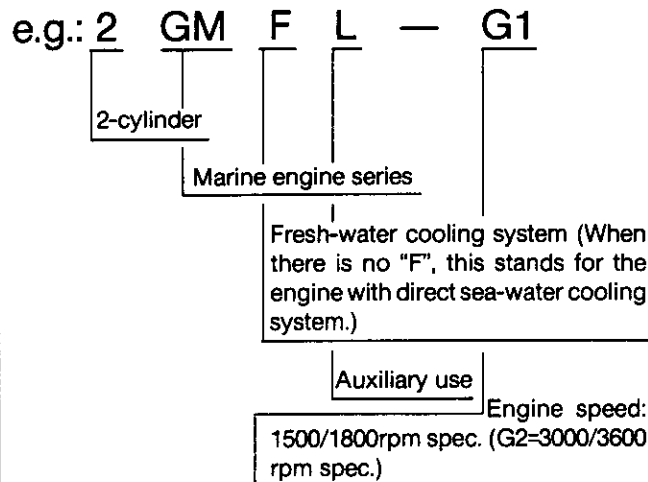 e.g.: 2 GM F L — G1
2-cylinder
Marine engine series
Fresh-water cooling system (When
there is no "F", this stands for the
engine with direct sea-water cooling
system.)
Auxiliary use
Engine speed:
1500/1800rpm spec. (G2=3000/3600
rpm spec.)